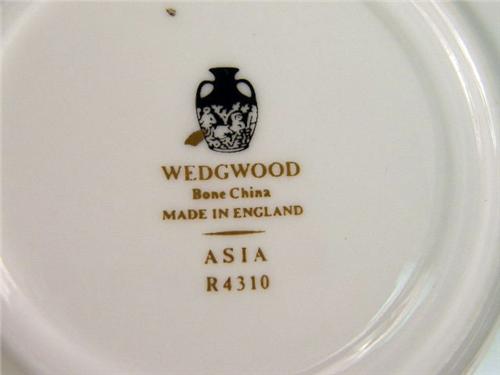 WEDGWOOD
Bone China
MADE IN ENGLAND
ASIA
R4310